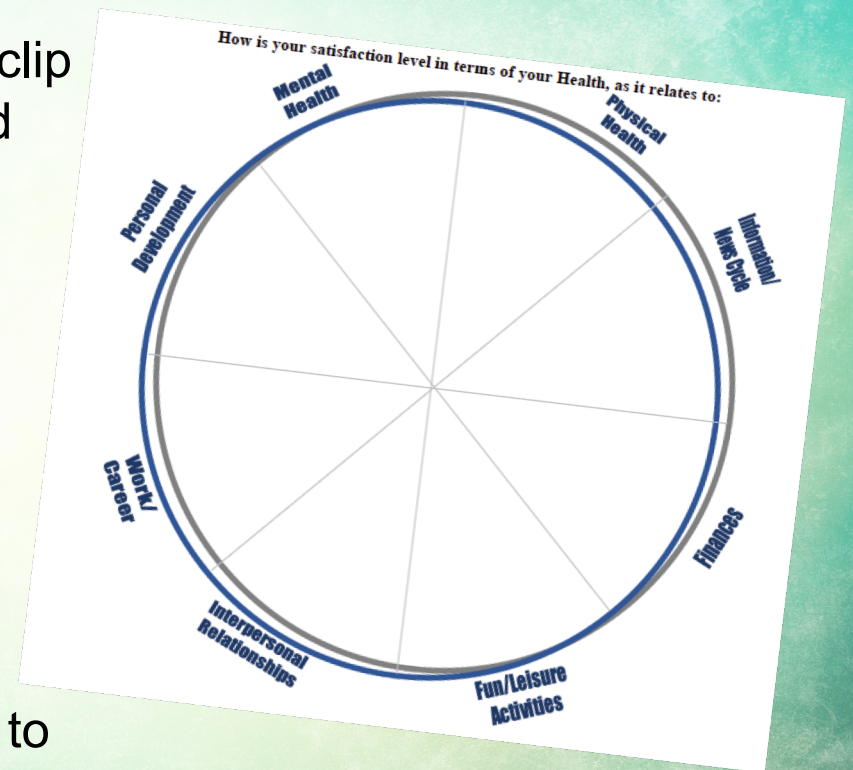 clip
d
How is your satisfaction level in terms of your Health, as it relates to:
Mental
Health
Physical
Health
Information/
News Cycle
Personal
Development
Work/
Career
Finances
Interpersonal
Relationships
Fun/Leisure
Activities
to